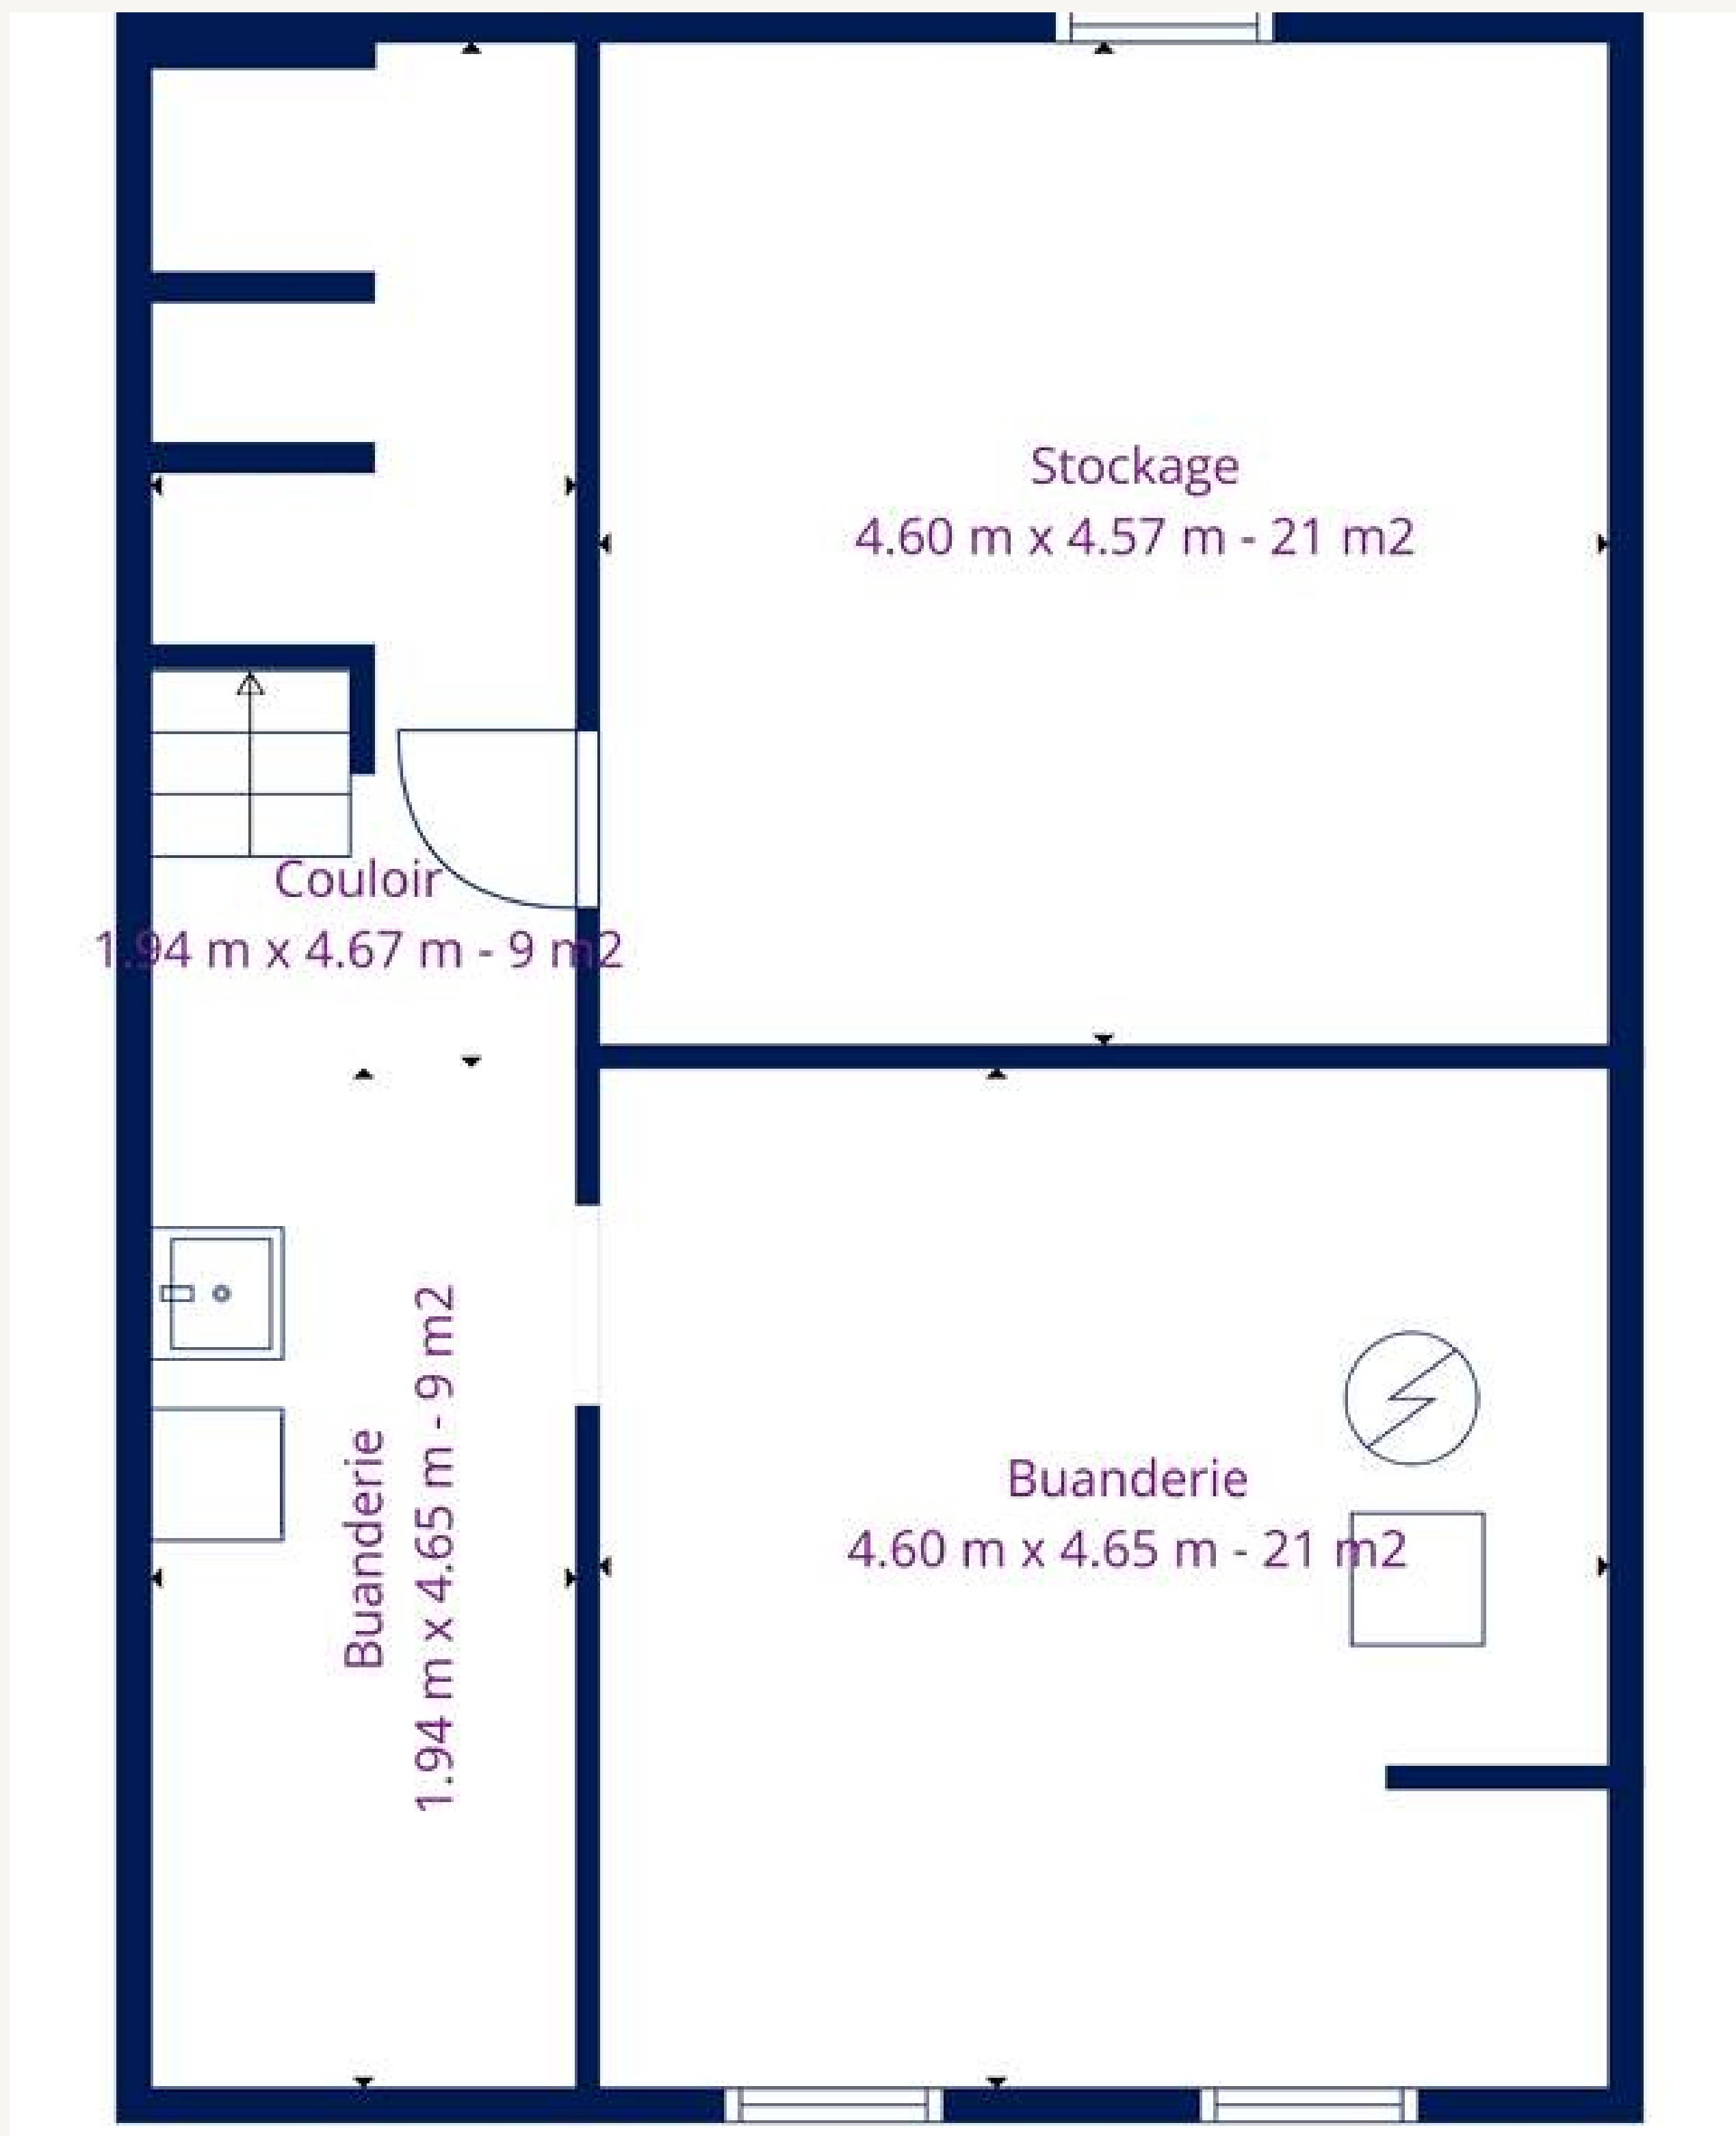 Stockage
4.60 m x 4.57 m - 21 m2
Couloir
1.94 m x 4.67 m - 9 m2
Buanderie
1.94 m x 4.65 m - 9 m2
Buanderie
4.60 m x 4.65 m - 21 m2